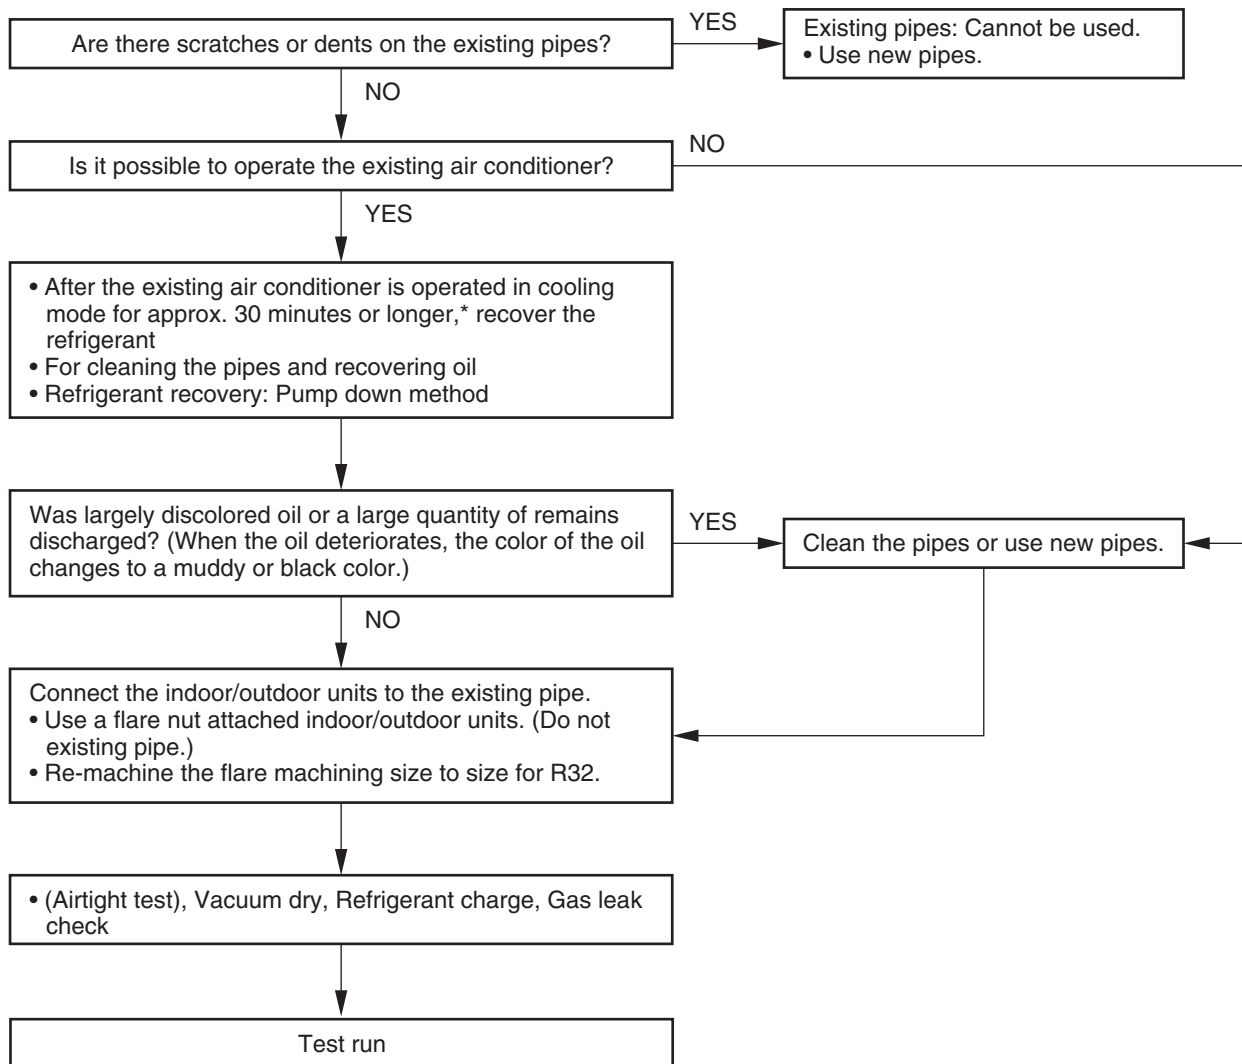 Are there scratches or dents on the existing pipes?
YES
Existing pipes: Cannot be used.
• Use new pipes.
NO
Is it possible to operate the existing air conditioner?
NO
YES
• After the existing air conditioner is operated in cooling
mode for approx. 30 minutes or longer,* recover the
refrigerant
• For cleaning the pipes and recovering oil
• Refrigerant recovery: Pump down method
Was largely discolored oil or a large quantity of remains
discharged? (When the oil deteriorates, the color of the oil
changes to a muddy or black color.)
YES
Clean the pipes or use new pipes.
NO
Connect the indoor/outdoor units to the existing pipe.
• Use a flare nut attached indoor/outdoor units. (Do not
existing pipe.)
• Re-machine the flare machining size to size for R32.
• (Airtight test), Vacuum dry, Refrigerant charge, Gas leak
check
Test run